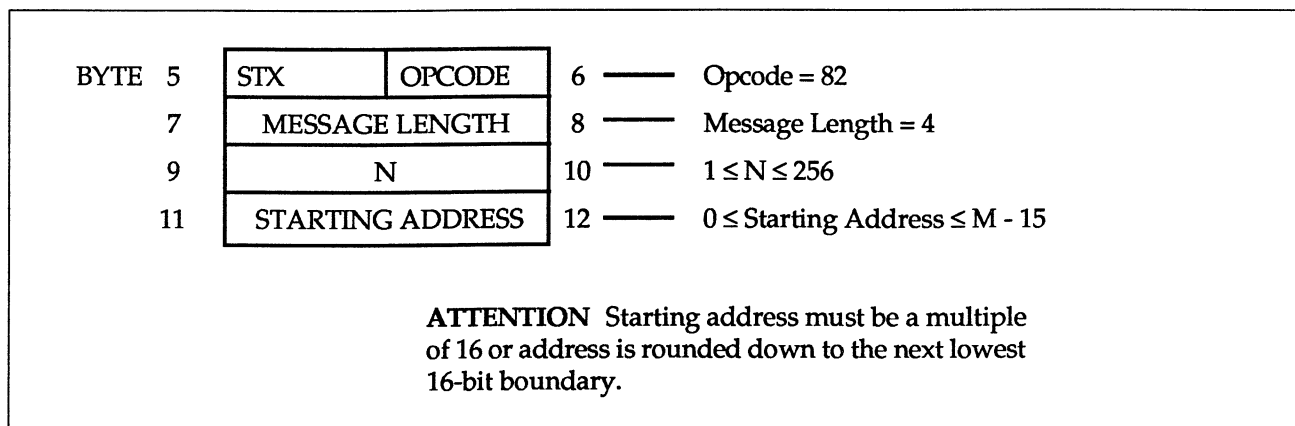 BYTE 5 STX OPCODE 6 Opcode = 82
7 MESSAGE LENGTH 8 Message Length = 4
9 N 10 1 ≤ N ≤ 256
11 STARTING ADDRESS 12 0 ≤ Starting Address ≤ M - 15
ATTENTION Starting address must be a multiple
of 16 or address is rounded down to the next lowest
16-bit boundary.